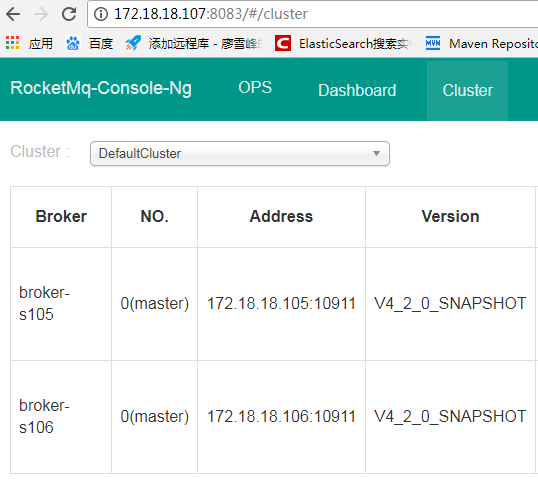 172.18.18.107:8083/#/cluster
应用 百度 添加远程库 - 廖雪峰的 C ElasticSearch搜索实 MVN Maven Reposito
RocketMq-Console-Ng OPS Dashboard Cluster
Cluster : DefaultCluster
Broker NO. Address Version
broker-
s105 0(master) 172.18.18.105:10911 V4_2_0_SNAPSHOT
broker-
s106 0(master) 172.18.18.106:10911 V4_2_0_SNAPSHOT